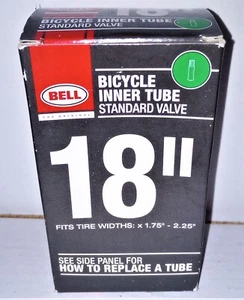 18"
BELL
THE ORIGINAL
BICYCLE
INNER TUBE
STANDARD VALVE
18"
FITS TIRE WIDTHS: x 1.75" - 2.25"
SEE SIDE PANEL FOR
HOW TO REPLACE A TUBE